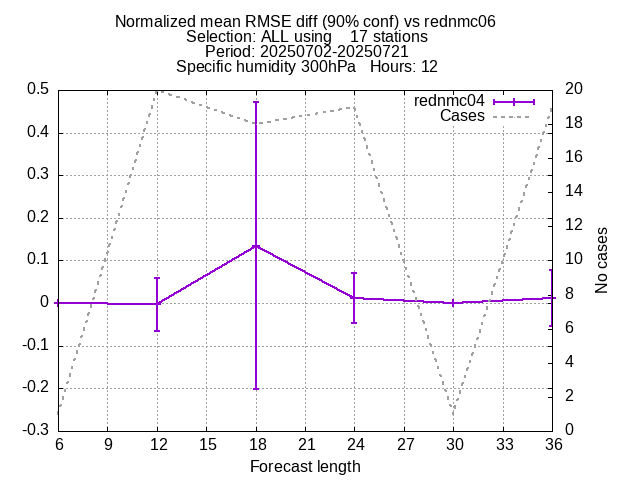 Normalized mean RMSE diff (90% conf) vs rednmc06
Selection: ALL using    17 stations
Period: 20250702-20250721
Specific humidity 300hPa   Hours: 12
rednmc04
Cases
0.5
0.4
0.3
0.2
0.1
0
-0.1
-0.2
-0.3
20
18
16
14
12
10
8
6
4
2
0
No cases
6 9 12 15 18 21 24 27 30 33 36
Forecast length